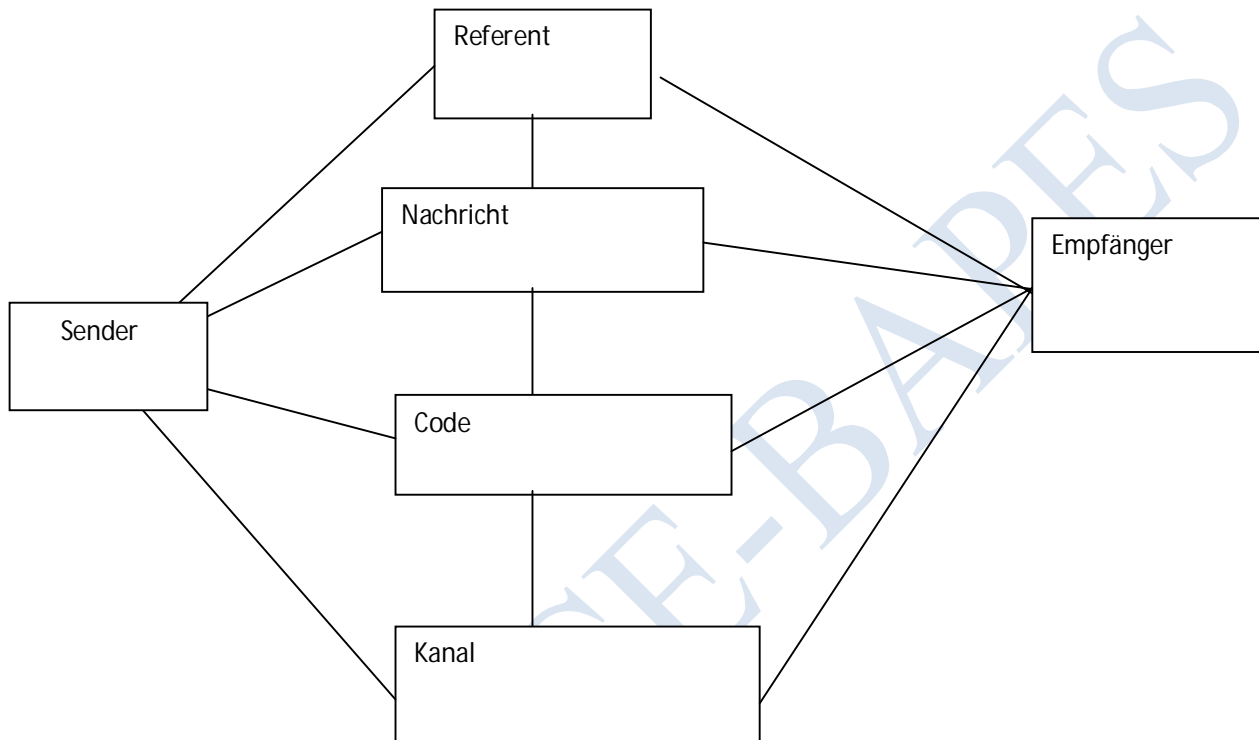 Referent
Nachricht
Empfänger
Sender
Code
Kanal